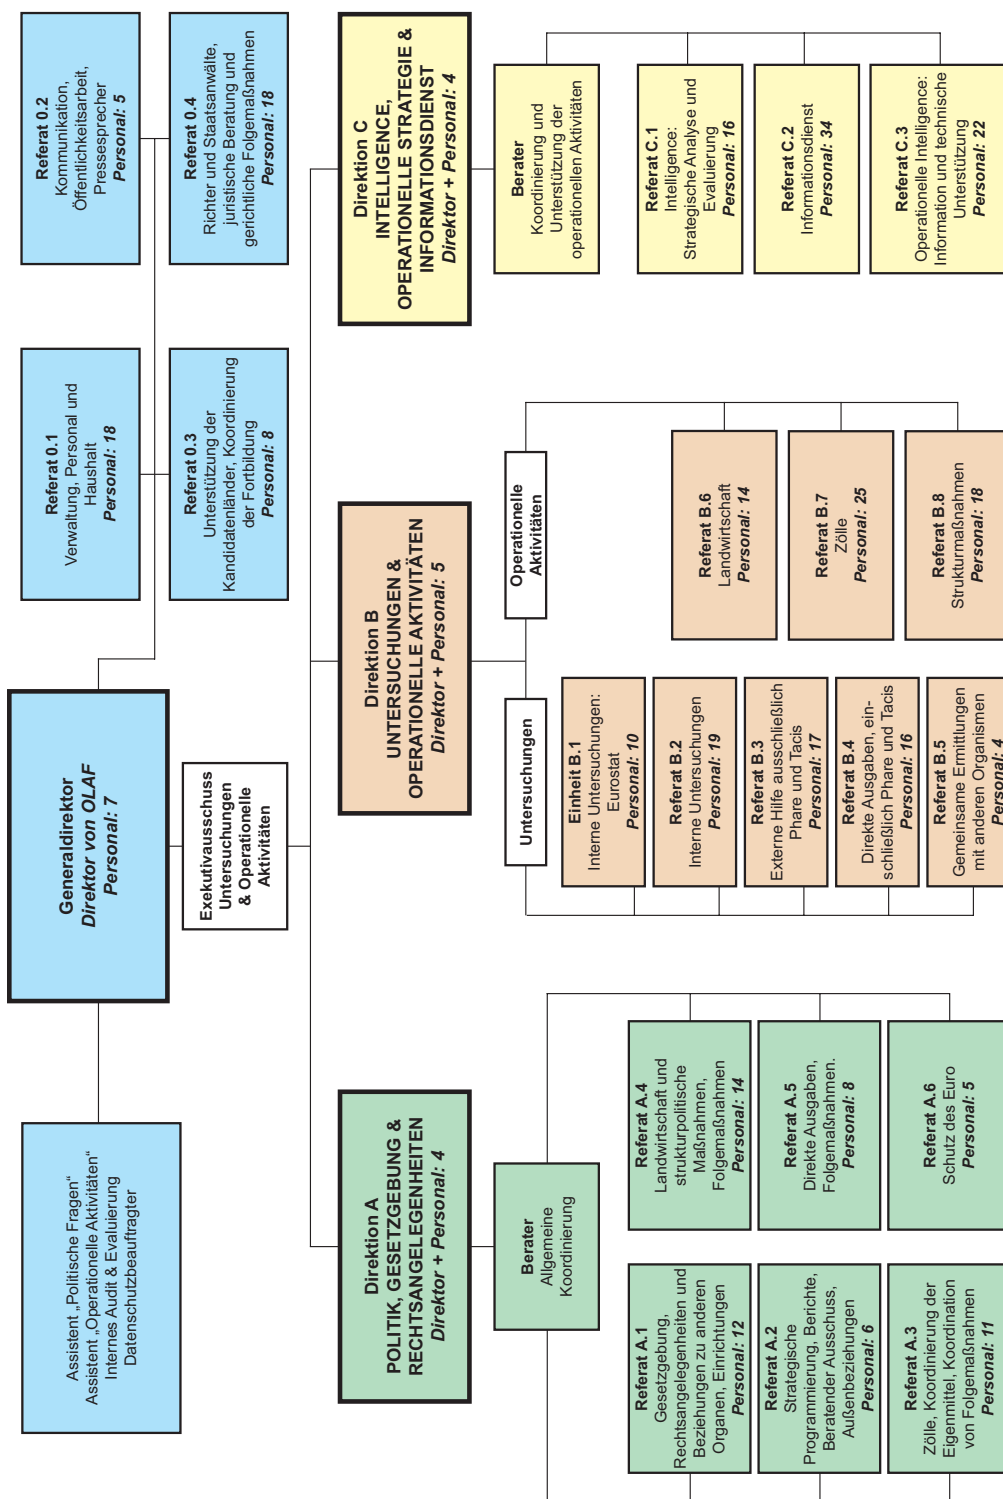 Generaldirektor
Direktor von OLAF
Personal: 7
Assistent „Politische Fragen“
Assistent „Operationelle Aktivitäten“
Internes Audit & Evaluierung
Datenschutzbeauftragter
Referat 0.1
Verwaltung, Personal und
Haushalt
Personal: 18
Referat 0.2
Kommunikation,
Öffentlichkeitsarbeit,
Pressesprecher
Personal: 5
Referat 0.3
Unterstützung der
Kandidatenländer, Koordinierung
der Fortbildung
Personal: 8
Referat 0.4
Richter und Staatsanwälte,
juristische Beratung und
gerichtliche Folgemaßnahmen
Personal: 18
Exekutivausschuss
Untersuchungen
& Operationelle
Aktivitäten
Direktion A
POLITIK, GESETZGEBUNG &
RECHTSANGELEGENHEITEN
Direktor + Personal: 4
Berater
Allgemeine
Koordinierung
Referat A.1
Gesetzgebung,
Rechtsangelegenheiten und
Beziehungen zu anderen
Organen, Einrichtungen
Personal: 12
Referat A.2
Strategische
Programmierung, Berichte,
Beratender Ausschuss,
Außenbeziehungen
Personal: 6
Referat A.3
Zölle, Koordinierung der
Eigenmittel, Koordination
von Folgemaßnahmen
Personal: 11
Referat A.4
Landwirtschaft und
strukturpolitische
Maßnahmen,
Folgemaßnahmen
Personal: 14
Referat A.5
Direkte Ausgaben,
Folgemaßnahmen.
Personal: 8
Referat A.6
Schutz des Euro
Personal: 5
Direktion B
UNTERSUCHUNGEN &
OPERATIONELLE AKTIVITÄTEN
Direktor + Personal: 5
Untersuchungen
Einheit B.1
Interne Untersuchungen:
Eurostat
Personal: 10
Referat B.2
Interne Untersuchungen
Personal: 19
Referat B.3
Externe Hilfe ausschließlich
Phare und Tacis
Personal: 17
Referat B.4
Direkte Ausgaben, ein-
schließlich Phare und Tacis
Personal: 16
Referat B.5
Gemeinsame Ermittlungen
mit anderen Organismen
Personal: 4
Operationelle
Aktivitäten
Referat B.6
Landwirtschaft
Personal: 14
Referat B.7
Zölle
Personal: 25
Referat B.8
Strukturmaßnahmen
Personal: 18
Direktion C
INTELLIGENCE,
OPERATIONELLE STRATEGIE &
INFORMATIONSDIENST
Direktor + Personal: 4
Berater
Koordinierung und
Unterstützung der
operationellen Aktivitäten
Referat C.1
Intelligence:
Strategische Analyse und
Evaluierung
Personal: 16
Referat C.2
Informationsdienst
Personal: 34
Referat C.3
Operationelle Intelligence:
Information und technische
Unterstützung
Personal: 22